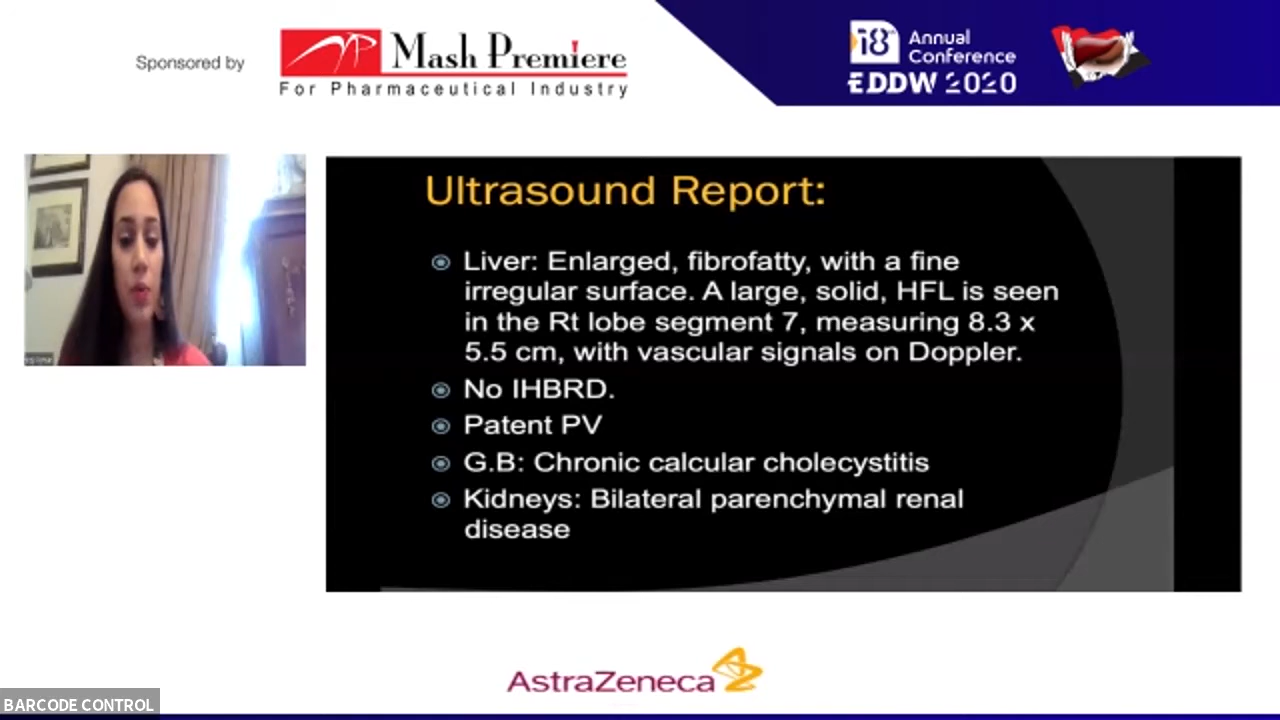 Sponsored by
Mash Premiere
For Pharmaceutical Industry
18 Annual
Conference
EDDW 2020
Ultrasound Report:
Liver: Enlarged, fibrofatty, with a fine
irregular surface. A large, solid, HFL is seen
in the Rt lobe segment 7, measuring 8.3 x
5.5 cm, with vascular signals on Doppler.
No IHBRD.
Patent PV
G.B: Chronic calcular cholecystitis
Kidneys: Bilateral parenchymal renal
disease
AstraZeneca
BARCODE CONTROL